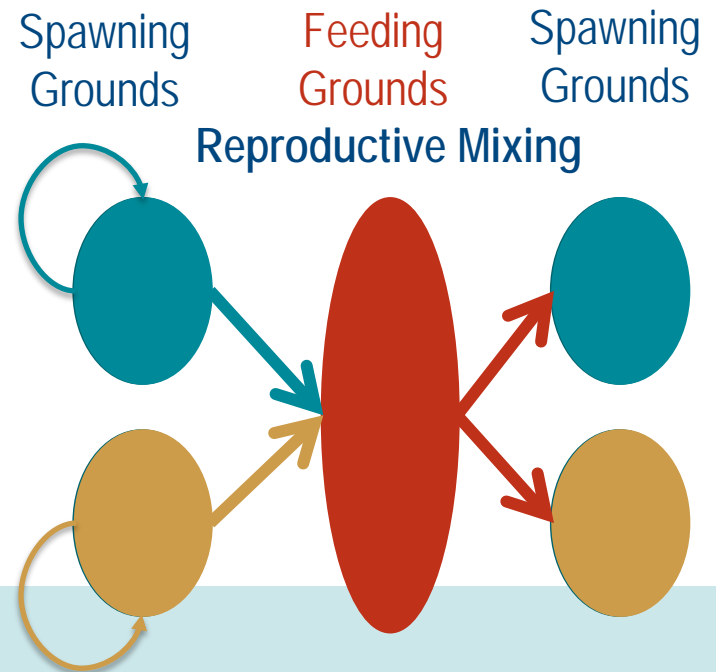 Spawning
Grounds
Feeding
Grounds
Spawning
Grounds
Reproductive Mixing